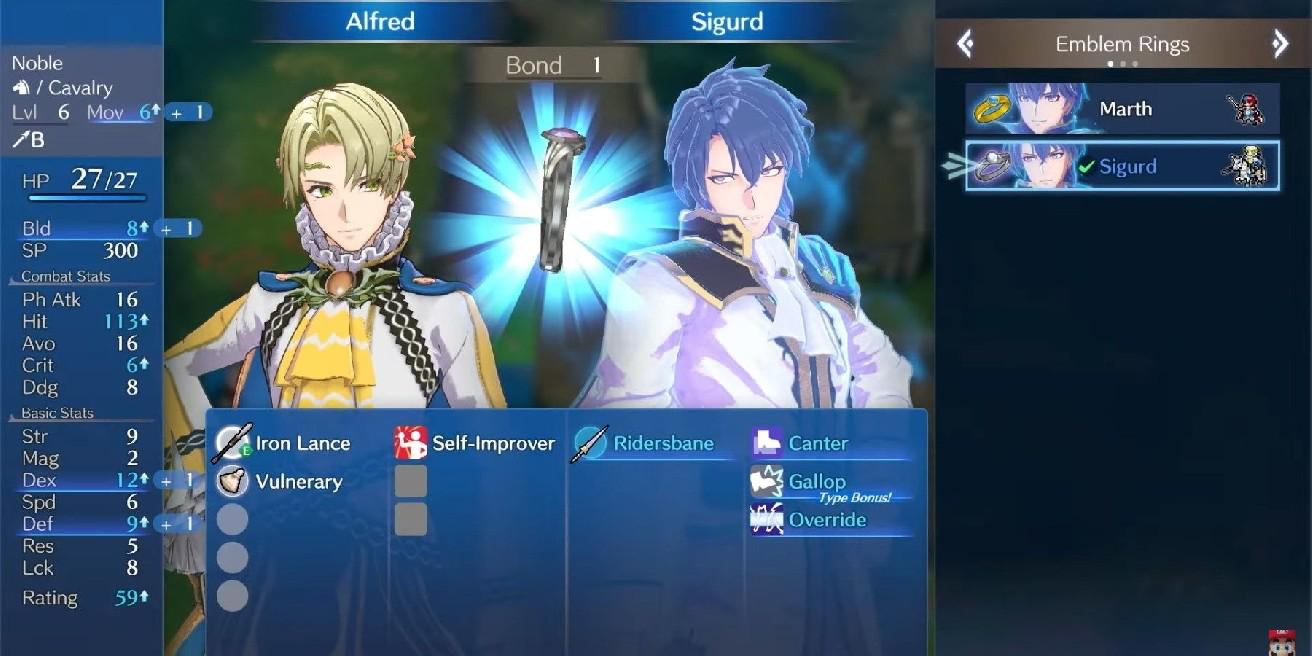 Alfred
Sigurd
Bond 1
Noble
/ Cavalry
Lvl 6 Mov 6 + 1
B
HP 27/27
Bld 8 + 1
SP 300
Combat Stats
Ph Atk 16
Hit 113
Avo 16
Crit 6
Ddg 8
Basic Stats
Str 9
Mag 2
Dex 12 + 1
Spd 6
Def 9 + 1
Res 5
Lck 8
Rating 59
E Iron Lance
Vulnerary
Self-Improver
Ridersbane
Canter
Gallop
Type Bonus!
Override
Emblem Rings
Marth
Sigurd